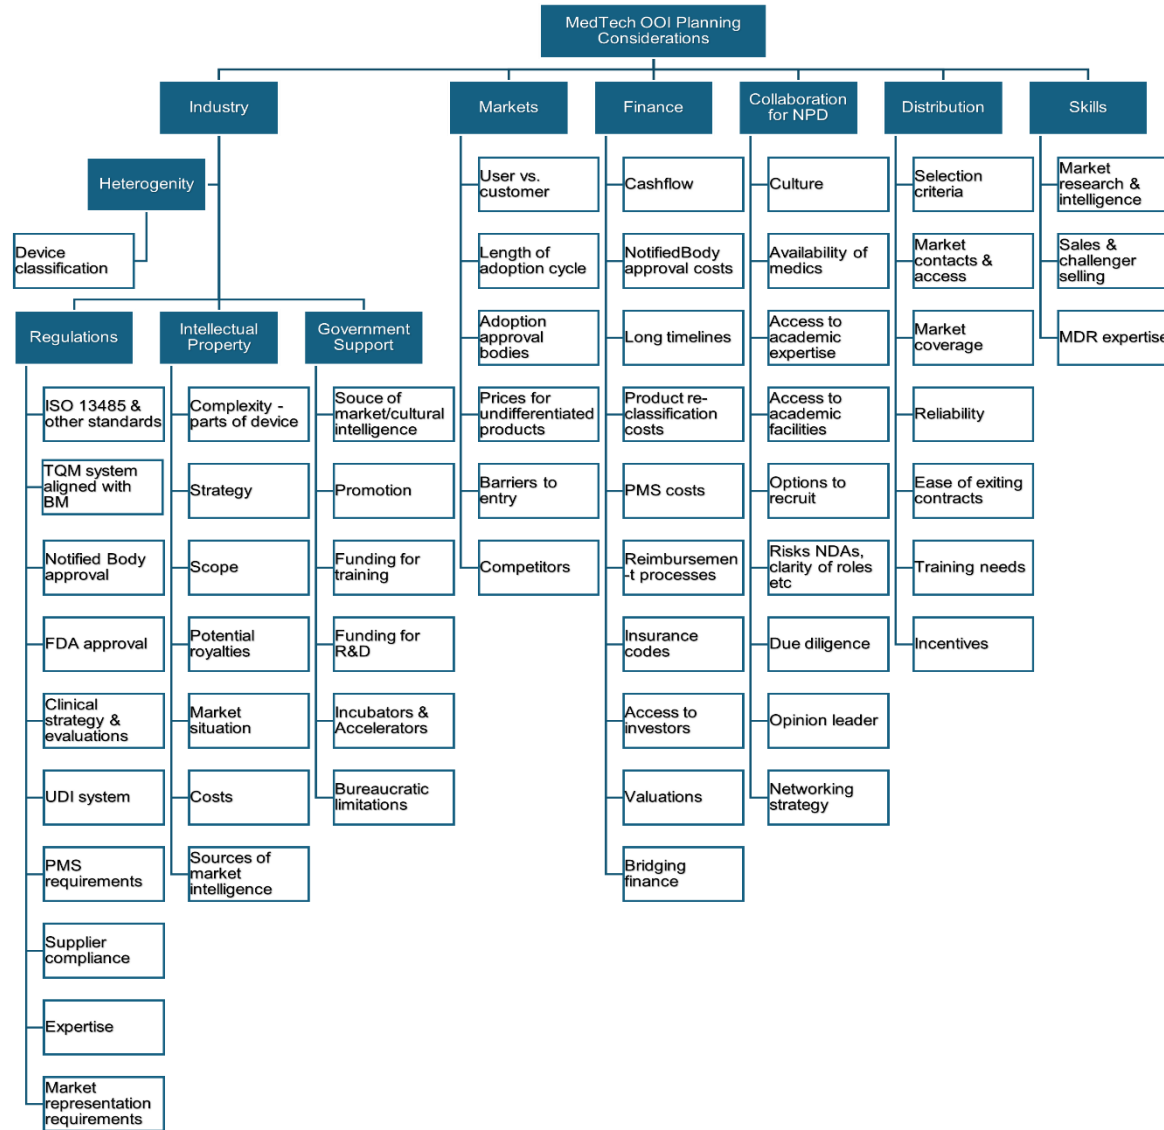 MedTech OOI Planning
Considerations
Industry
Markets
Finance
Collaboration
for NPD
Distribution
Skills
Heterogenity
Device
classification
Regulations
Intellectual
Property
Government
Support
ISO 13485 &
other standards
TQM system
aligned with
BM
Notified Body
approval
FDA approval
Clinical
strategy &
evaluations
UDI system
PMS
requirements
Supplier
compliance
Expertise
Market
representation
requirements
Complexity -
parts of device
Strategy
Scope
Potential
royalties
Market
situation
Costs
Sources of
market
intelligence
Souce of
market/cultural
intelligence
Promotion
Funding for
training
Funding for
R&D
Incubators &
Accelerators
Bureaucratic
limitations
User vs.
customer
Length of
adoption cycle
Adoption
approval
bodies
Prices for
undifferentiated
products
Barriers to
entry
Competitors
Cashflow
NotifiedBody
approval costs
Long timelines
Product re-
classification
costs
PMS costs
Reimbursemen
-t processes
Insurance
codes
Access to
investors
Valuations
Bridging
finance
Culture
Availability of
medics
Access to
academic
expertise
Access to
academic
facilities
Options to
recruit
Risks NDAs,
clarity of roles
etc
Due diligence
Opinion leader
Networking
strategy
Selection
criteria
Market
contacts &
access
Market
coverage
Reliability
Ease of exiting
contracts
Training needs
Incentives
Market
research &
intelligence
Sales &
challenger
selling
MDR expertise